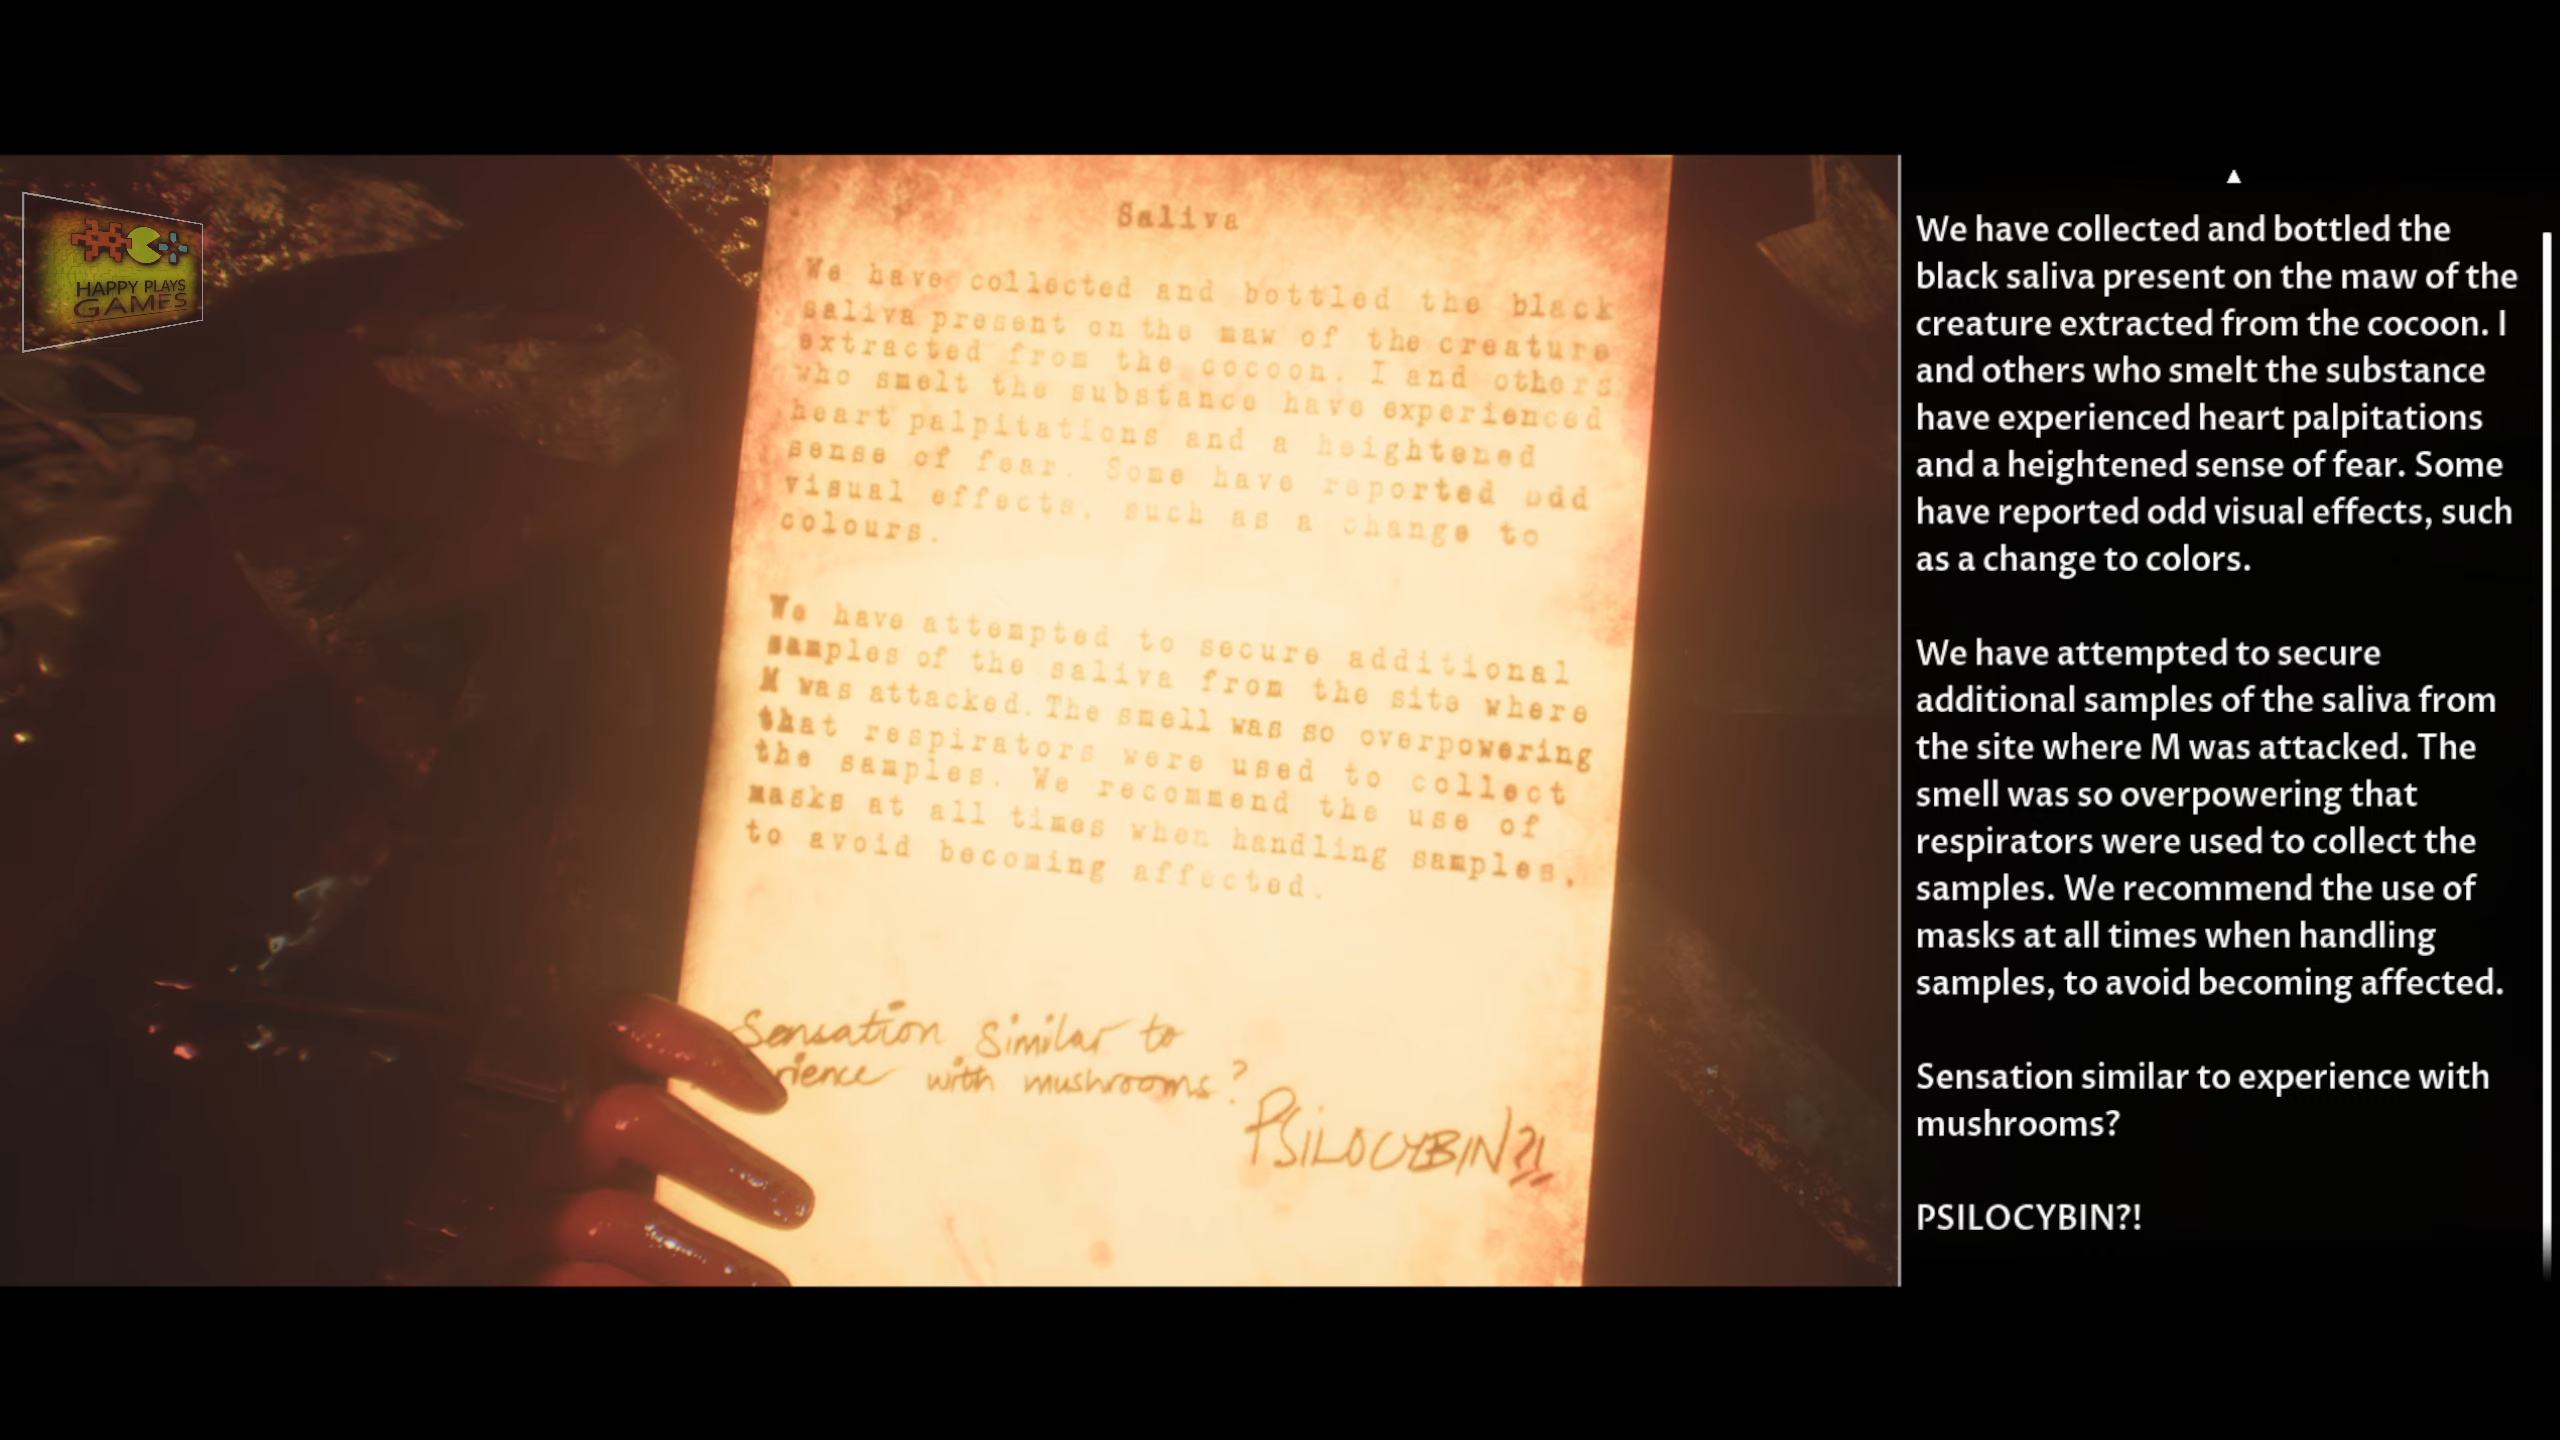 HAPPY PLAYS
GAMES
Saliva
We have collected and bottled the black
saliva present on the maw of the creature
extracted from the cocoon. I and others
who smelt the substance have experienced
heart palpitations and a heightened
sense of fear. Some have reported odd
visual effects, such as a change to
colours.
We have attempted to secure additional
samples of the saliva from the site where
M was attacked. The smell was so overpowering
that respirators were used to collect
the samples. We recommend the use of
masks at all times when handling samples,
to avoid becoming affected.
Sensation similar to
rience with mushrooms?
PSILOCYBIN?!
We have collected and bottled the
black saliva present on the maw of the
creature extracted from the cocoon. I
and others who smelt the substance
have experienced heart palpitations
and a heightened sense of fear. Some
have reported odd visual effects, such
as a change to colors.
We have attempted to secure
additional samples of the saliva from
the site where M was attacked. The
smell was so overpowering that
respirators were used to collect the
samples. We recommend the use of
masks at all times when handling
samples, to avoid becoming affected.
Sensation similar to experience with
mushrooms?
PSILOCYBIN?!